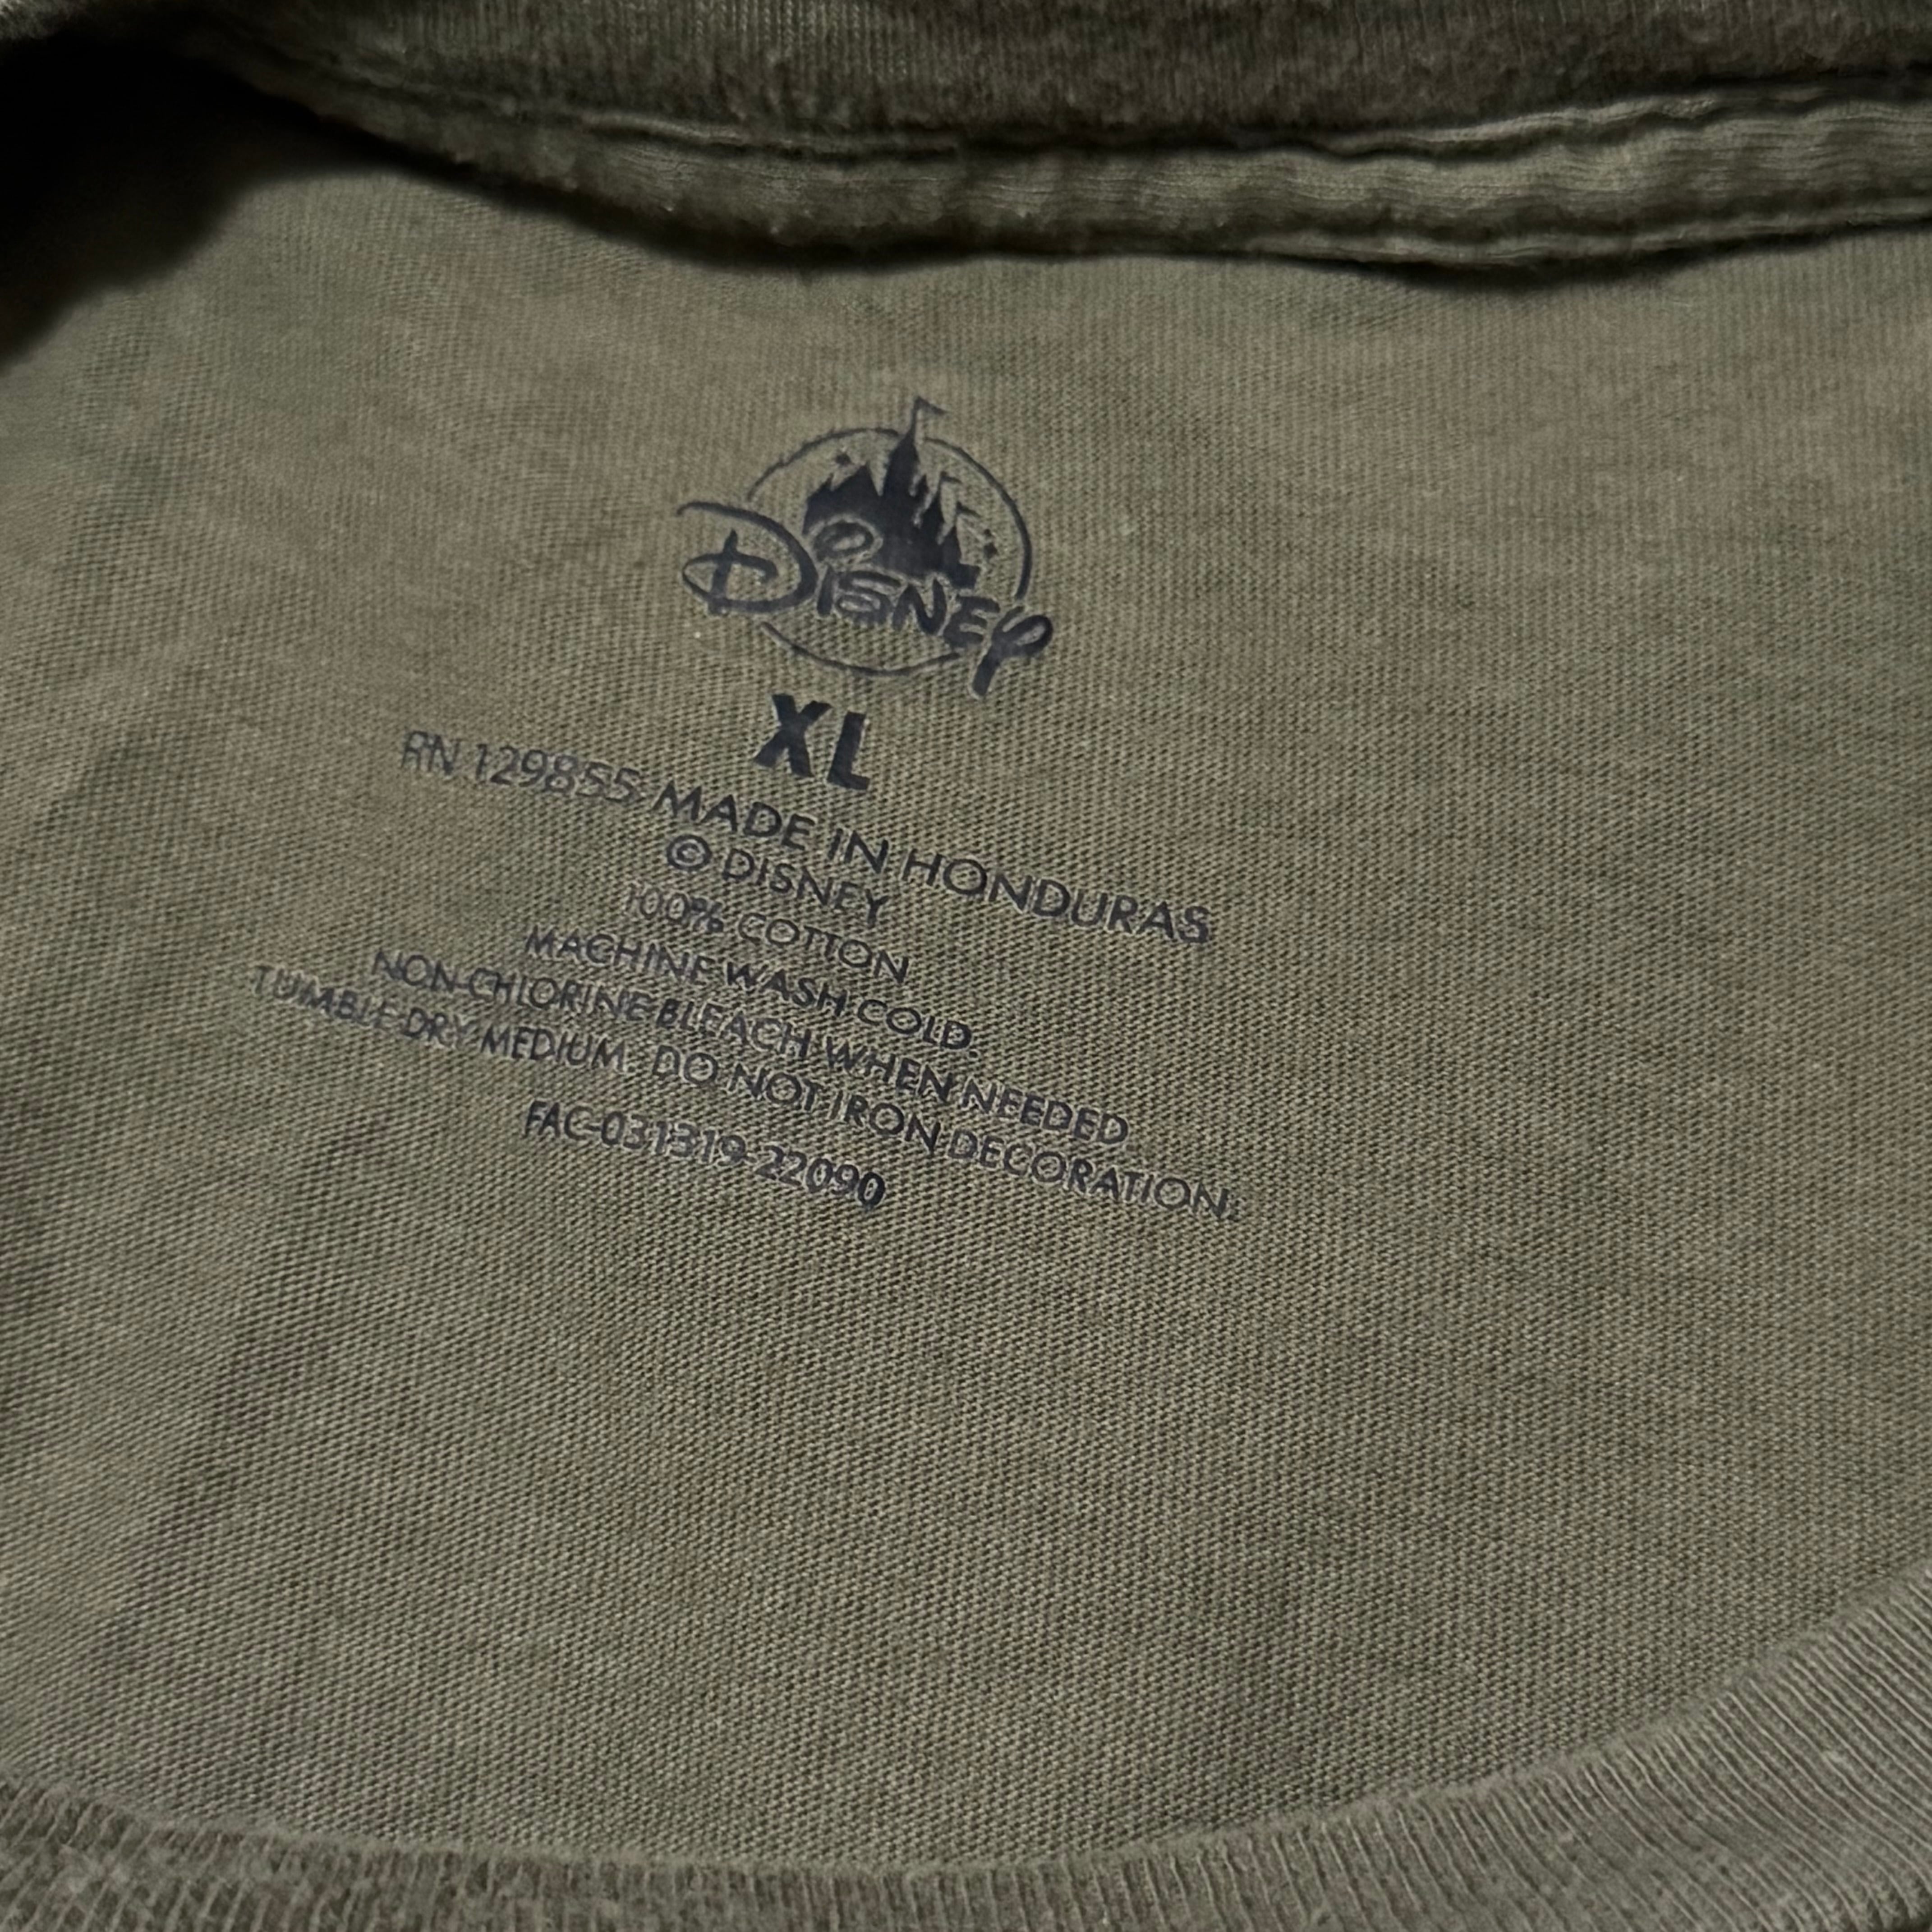 Disney
XL
RN 129855 MADE IN HONDURAS
© DISNEY
100% COTTON
MACHINE WASH COLD.
NON-CHLORINE BLEACH WHEN NEEDED.
TUMBLE DRY MEDIUM. DO NOT IRON DECORATION.
FAC-031319-22090